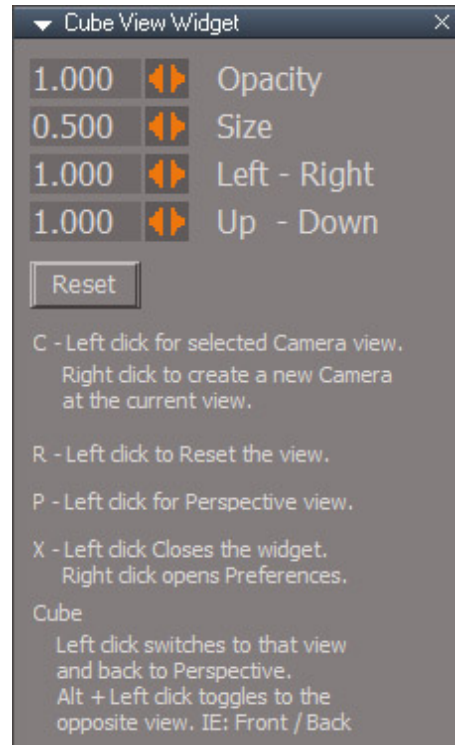 Cube View Widget
1.000 Opacity
0.500 Size
1.000 Left - Right
1.000 Up - Down
Reset
C - Left click for selected Camera view.
Right click to create a new Camera
at the current view.
R - Left click to Reset the view.
P - Left click for Perspective view.
X - Left click Closes the widget.
Right click opens Preferences.
Cube
Left click switches to that view
and back to Perspective.
Alt + Left click toggles to the
opposite view. IE: Front / Back